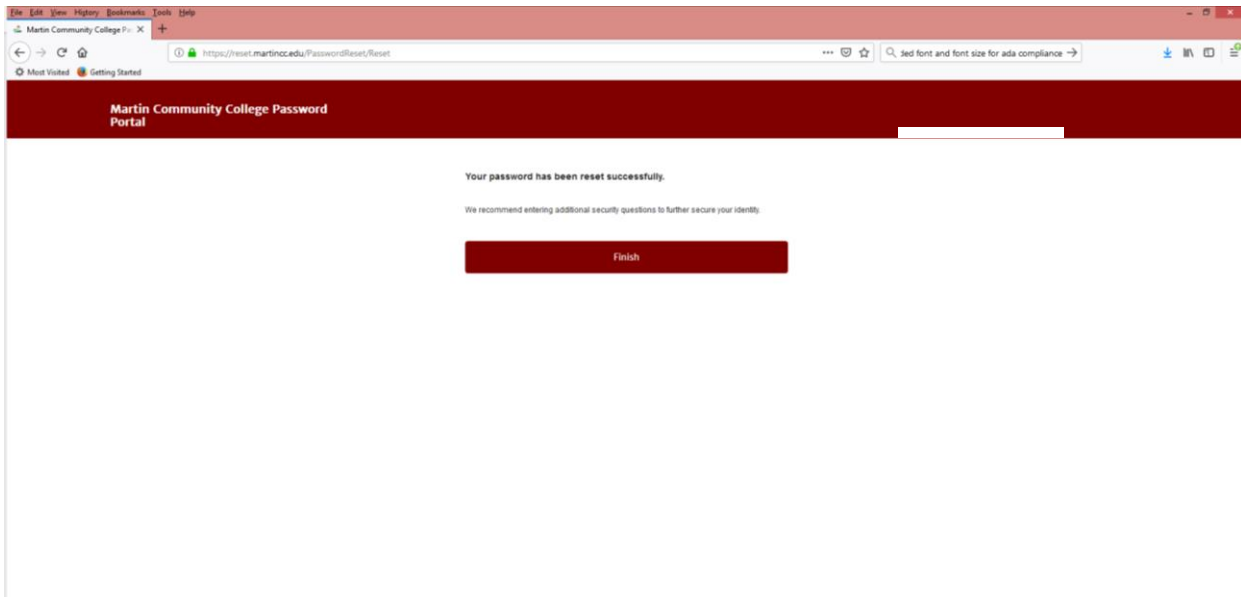 File Edit View History Bookmarks Tools Help
Martin Community College Pa
https://reset.martincc.edu/PasswordReset/Reset
ded font and font size for ada compliance
Most Visited Getting Started
Martin Community College Password
Portal
Your password has been reset successfully.
We recommend entering additional security questions to further secure your identity.
Finish